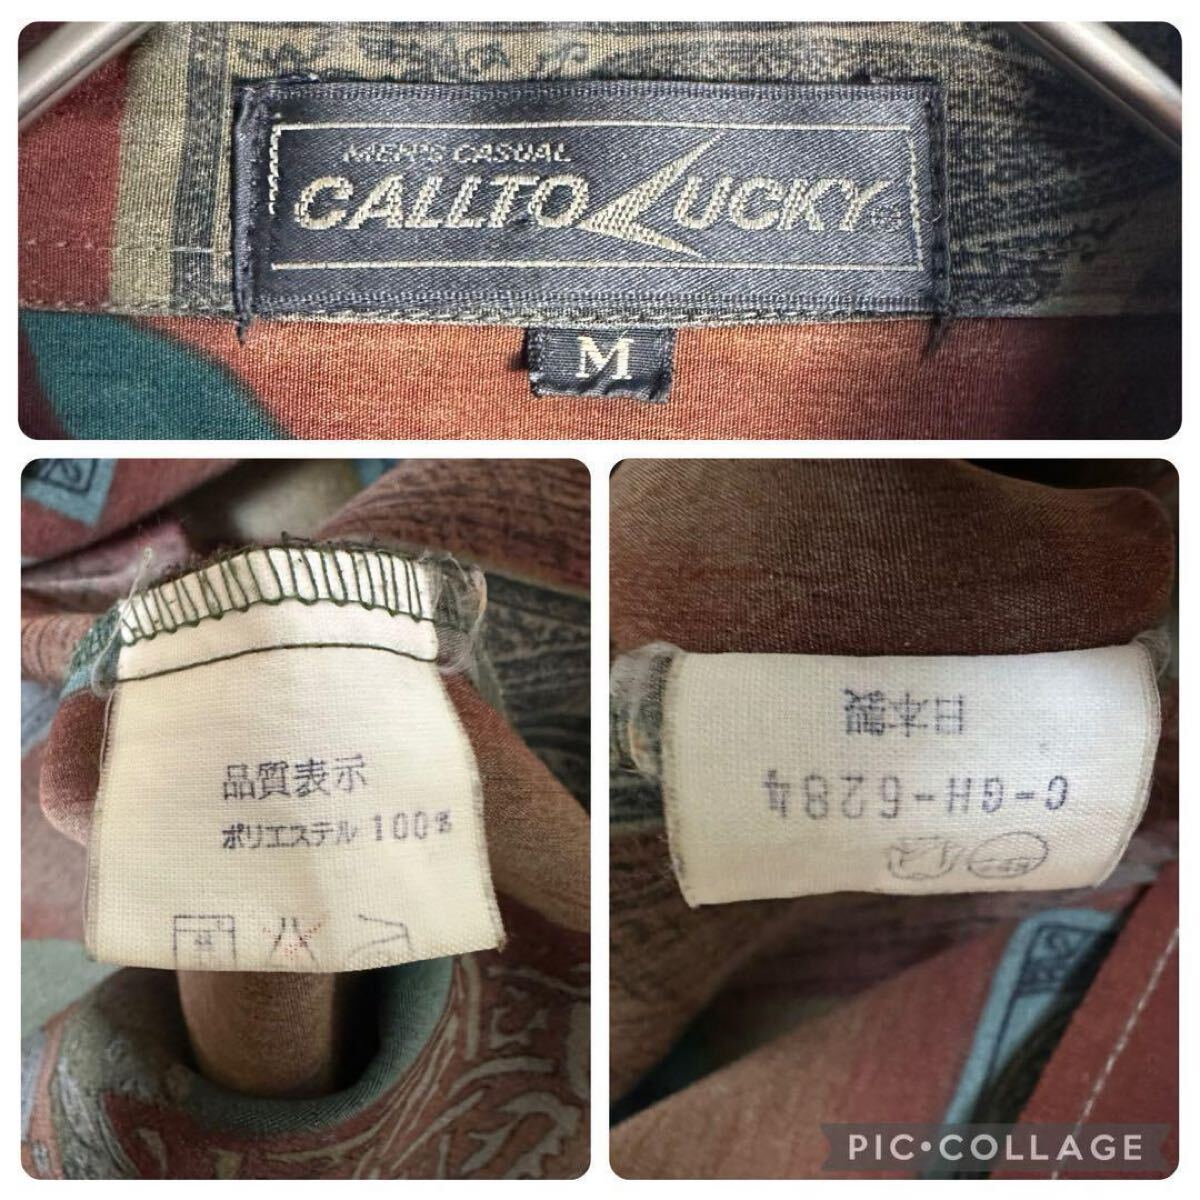 MEN'S CASUAL
CALLTO LUCKY
M
品質表示
ポリエステル 100%
日本製
C-GH-6284
PIC•COLLAGE